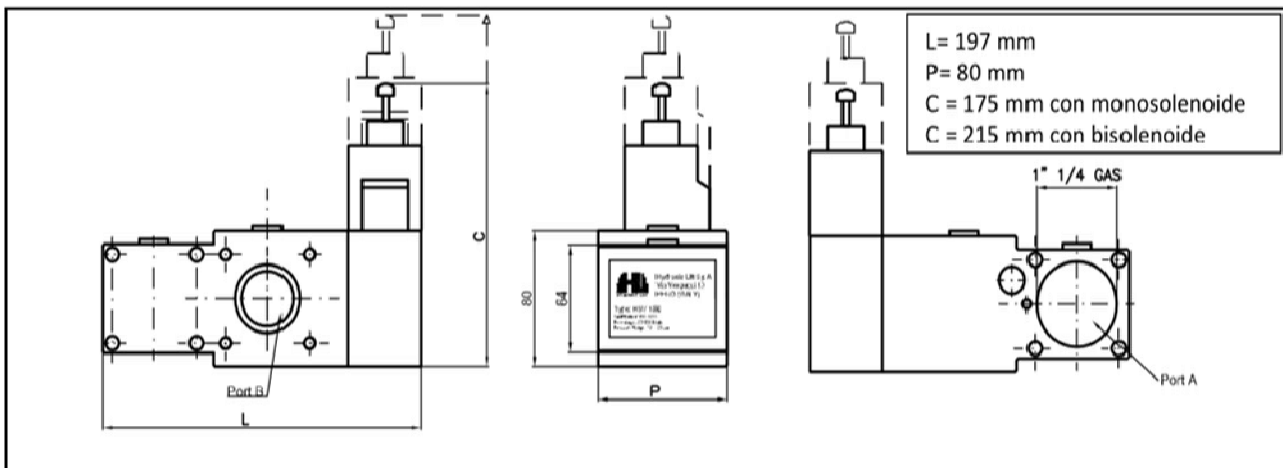 L= 197 mm
P= 80 mm
C = 175 mm con monosolenoide
C = 215 mm con bisolenoide
1" 1/4 GAS
C
80
64
HL
Port B
L
P
Port A